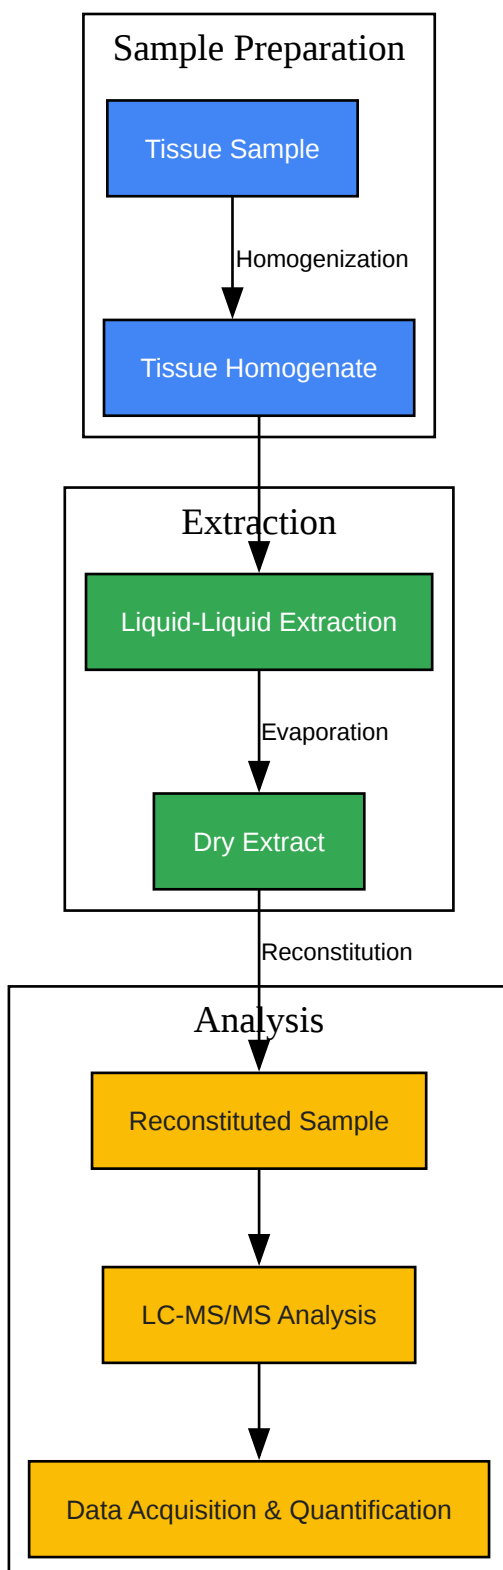 Sample Preparation
Tissue Sample
Homogenization
Tissue Homogenate
Extraction
Liquid-Liquid Extraction
Evaporation
Dry Extract
Reconstitution
Analysis
Reconstituted Sample
LC-MS/MS Analysis
Data Acquisition & Quantification